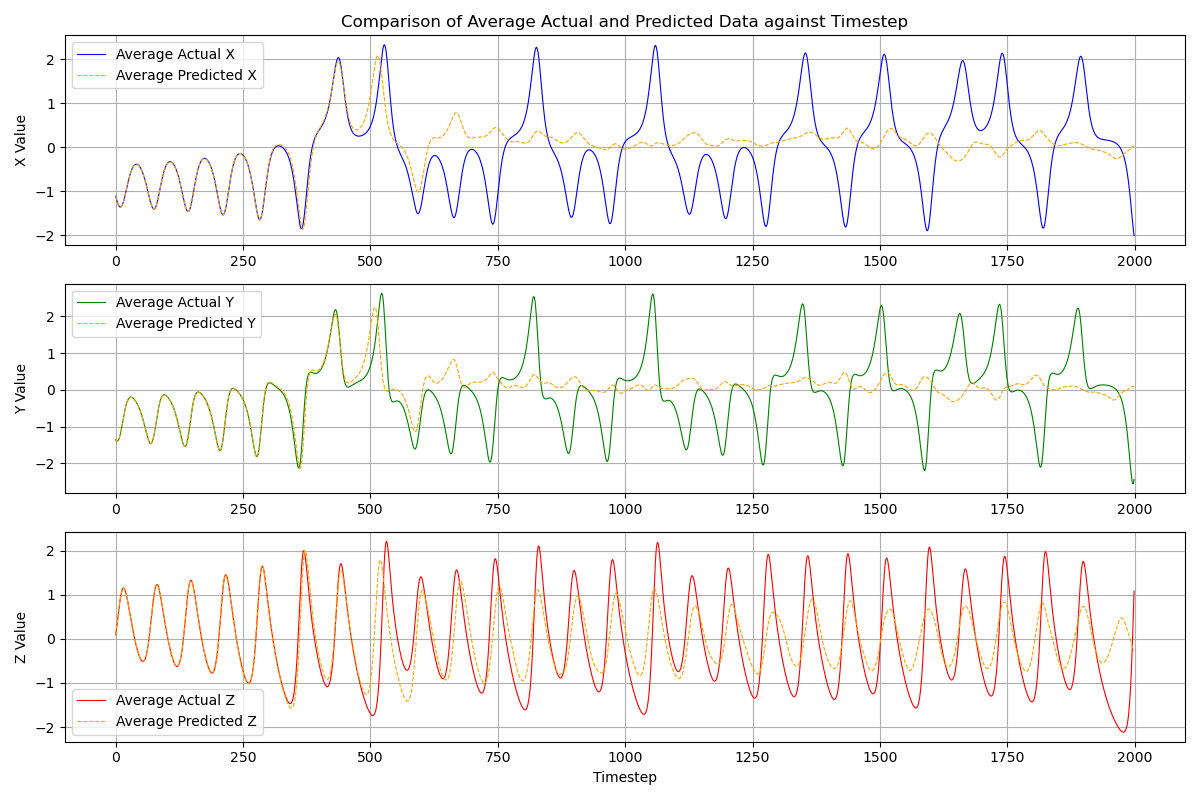 Comparison of Average Actual and Predicted Data against Timestep
Average Actual X
Average Predicted X
X Value
2
1
0
−1
−2
0 250 500 750 1000 1250 1500 1750 2000
Average Actual Y
Average Predicted Y
Y Value
2
1
0
−1
−2
0 250 500 750 1000 1250 1500 1750 2000
Z Value
2
1
0
−1
−2
Average Actual Z
Average Predicted Z
0 250 500 750 1000 1250 1500 1750 2000
Timestep